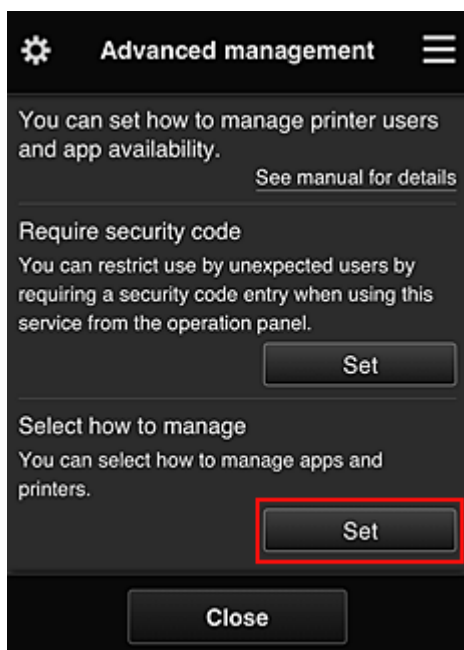 Advanced management
You can set how to manage printer users
and app availability.
See manual for details
Require security code
You can restrict use by unexpected users by
requiring a security code entry when using this
service from the operation panel.
Set
Select how to manage
You can select how to manage apps and
printers.
Set
Close